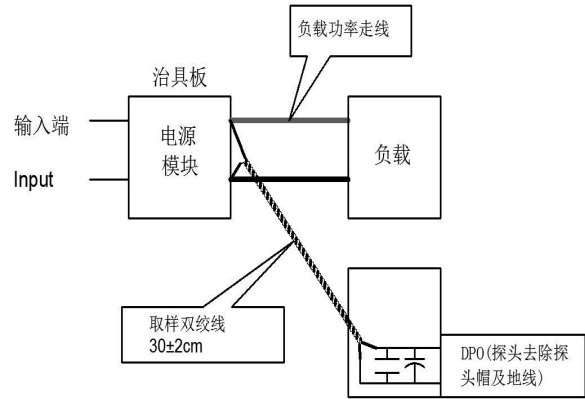 负载功率走线
治具板
输入端
Input
电源
模块
负载
取样双绞线
30±2cm
DPO(探头去除探
头帽及地线)